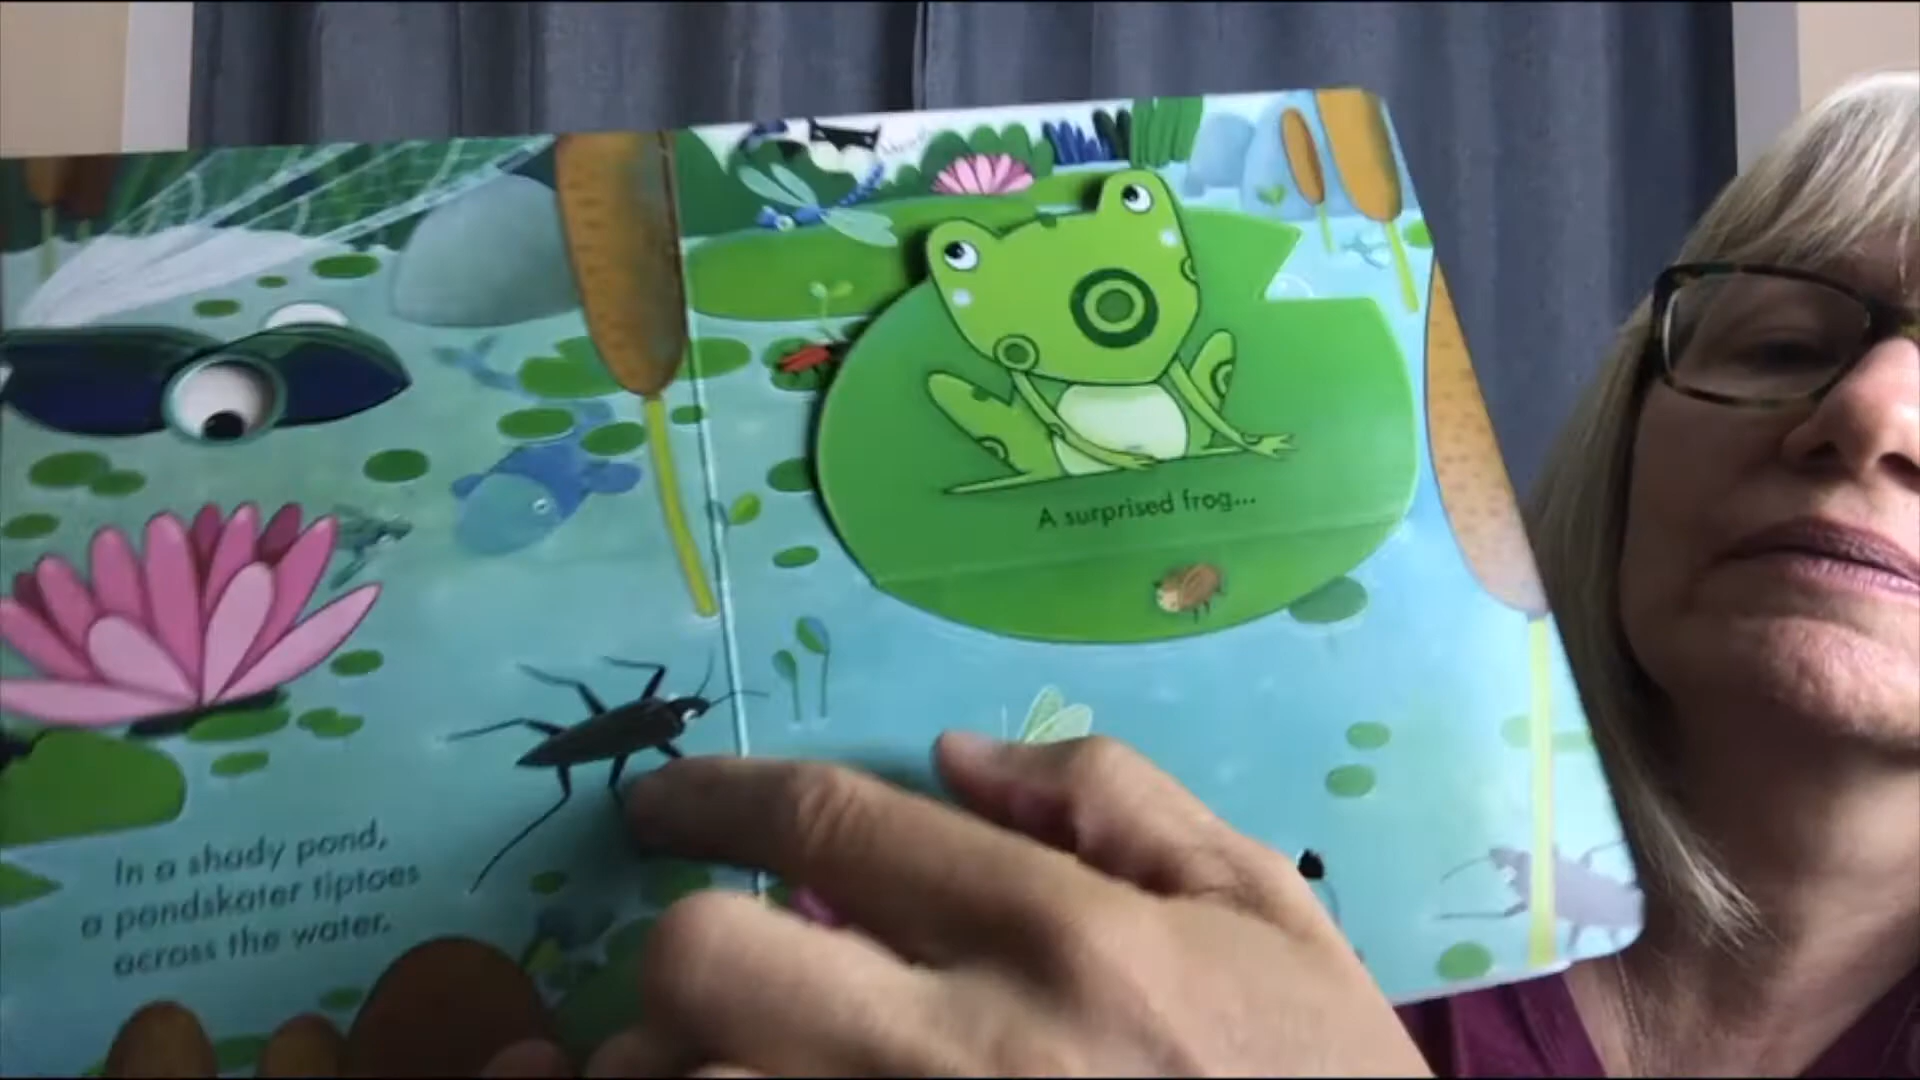 In a shady pond,
a pondskater tiptoes
across the water.
A surprised frog...